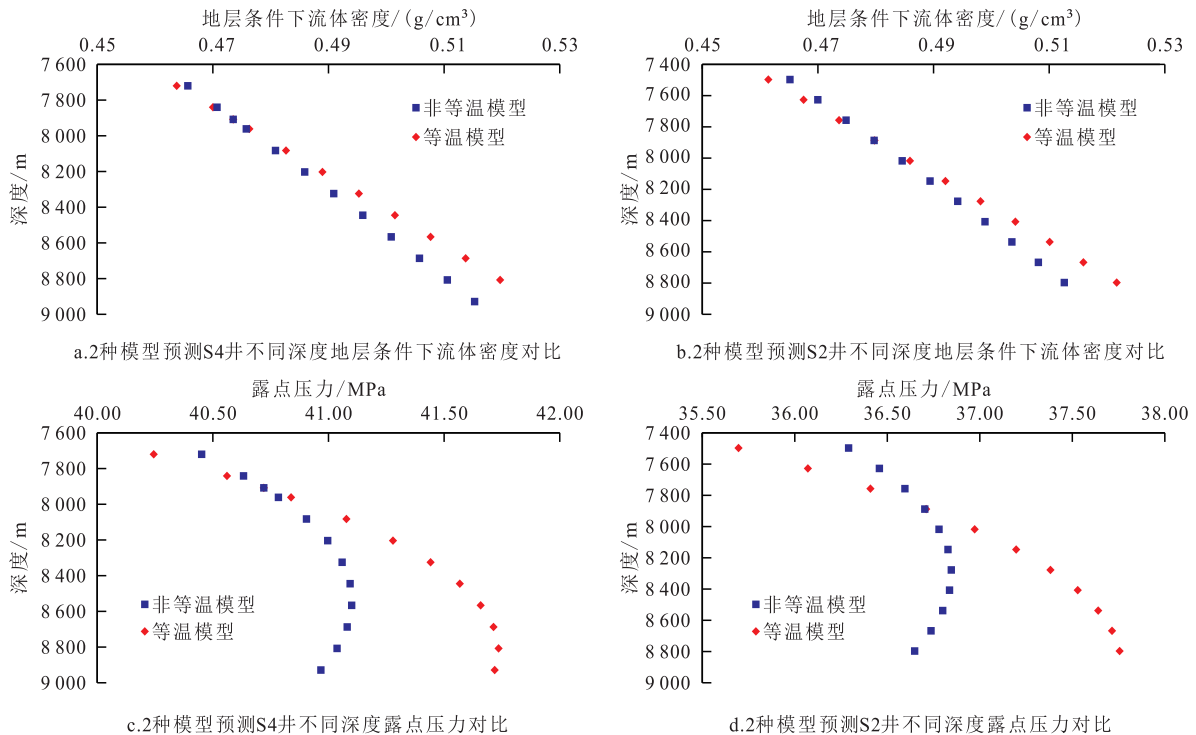 地层条件下流体密度/(g/cm³)
0.45 0.47 0.49 0.51 0.53
7 600
7 800
8 000
8 200
8 400
8 600
8 800
9 000
深度/m
非等温模型
等温模型
a.2种模型预测S4井不同深度地层条件下流体密度对比
地层条件下流体密度/(g/cm³)
0.45 0.47 0.49 0.51 0.53
7 400
7 600
7 800
8 000
8 200
8 400
8 600
8 800
9 000
深度/m
非等温模型
等温模型
b.2种模型预测S2井不同深度地层条件下流体密度对比
露点压力/MPa
40.00 40.50 41.00 41.50 42.00
7 600
7 800
8 000
8 200
8 400
8 600
8 800
9 000
深度/m
非等温模型
等温模型
c.2种模型预测S4井不同深度露点压力对比
露点压力/MPa
35.50 36.00 36.50 37.00 37.50 38.00
7 400
7 600
7 800
8 000
8 200
8 400
8 600
8 800
9 000
深度/m
非等温模型
等温模型
d.2种模型预测S2井不同深度露点压力对比